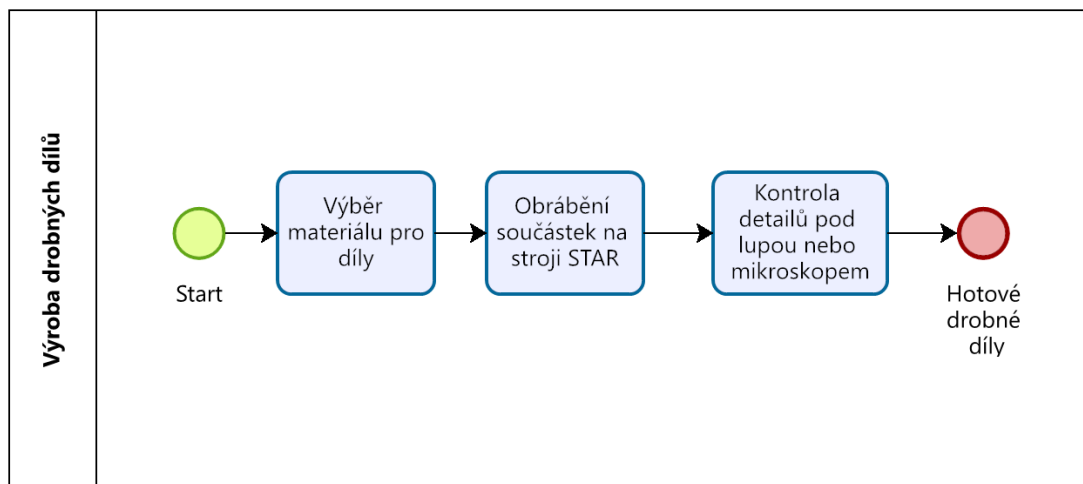 Výroba drobných dílů
Start
Výběr
materiálu pro
díly
Obrábění
součástek na
stroji STAR
Kontrola
detailů pod
lupou nebo
mikroskopem
Hotové
drobné
díly